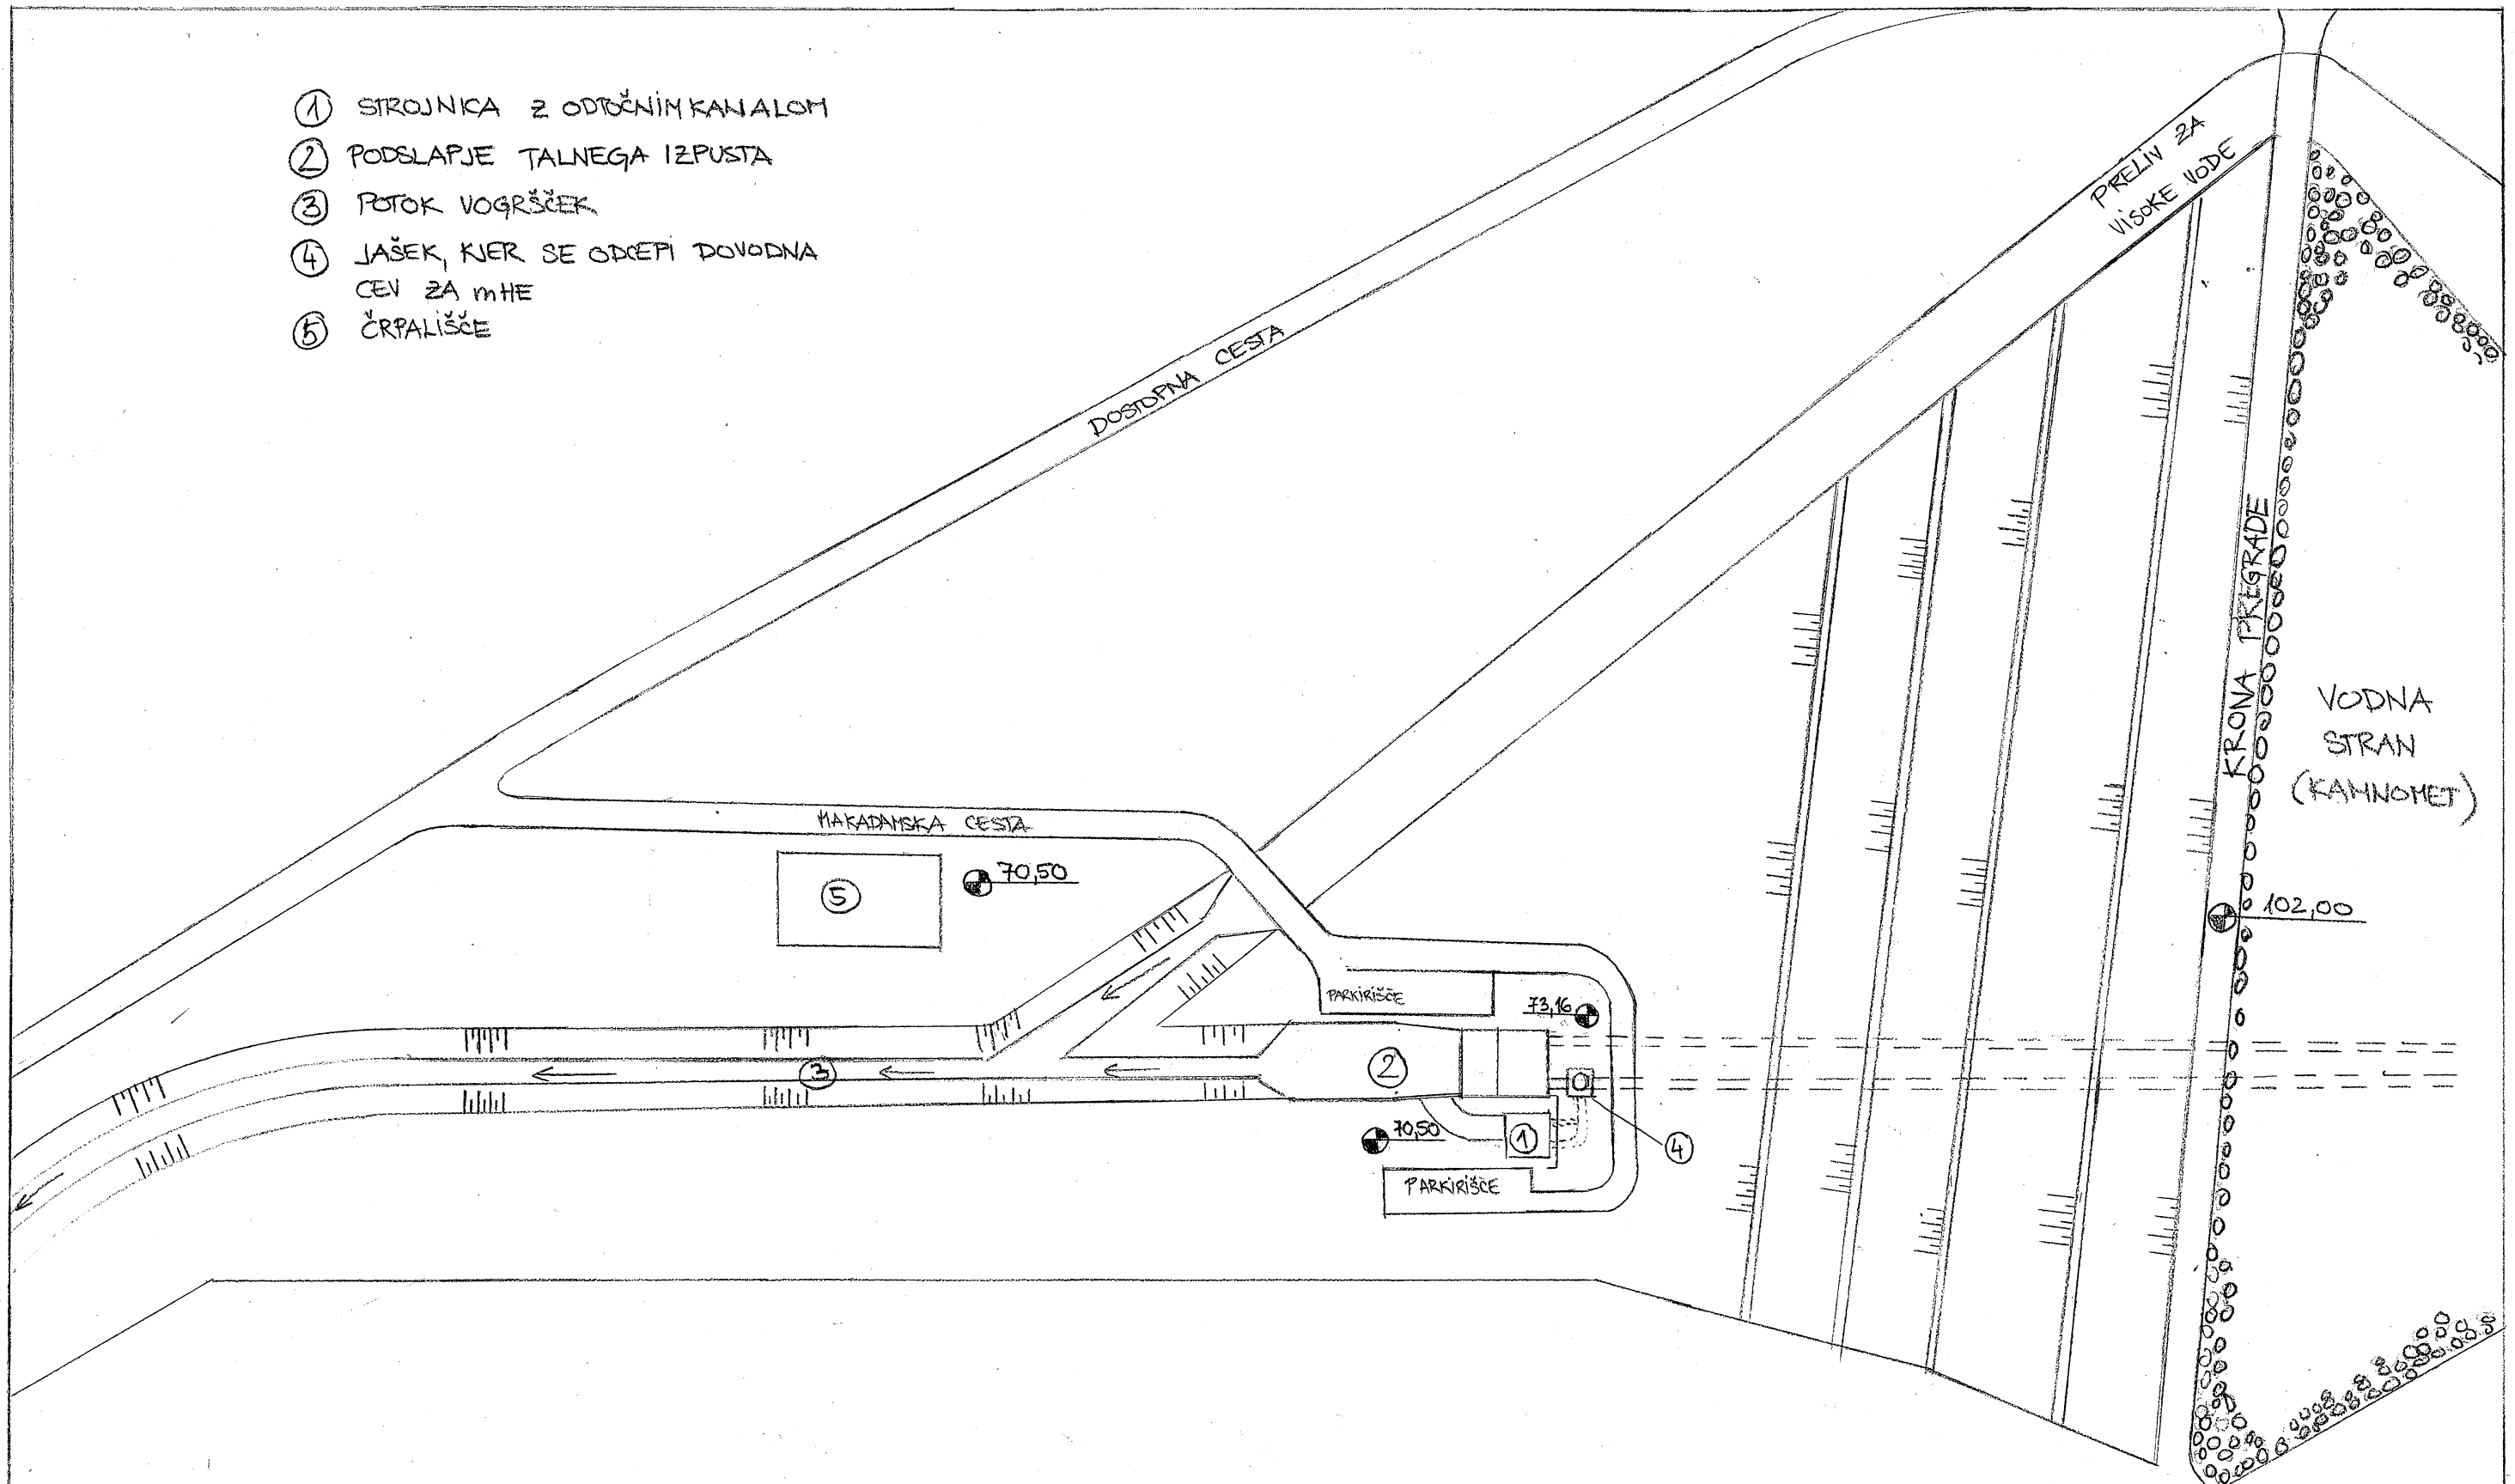 1 STROJNICA Z ODTOČNIM KANALOM
2 PODSLAPJE TALNEGA IZPUSTA
3 POTOK VOGRŠČEK
4 JAŠEK, KJER SE ODCEPI DOVODNA
CEV ZA mHE
5 ČRPALIŠČE
DOSTOPNA CESTA
PRELIV ZA
VISOKE VODE
KRONA PREGRADE
VODNA
STRAN
(KAMNOMET)
MAKADAMSKA CESTA
5
70,50
102,00
PARKIRIŠČE
73,16
2
3
70,50
1
4
PARKIRIŠČE